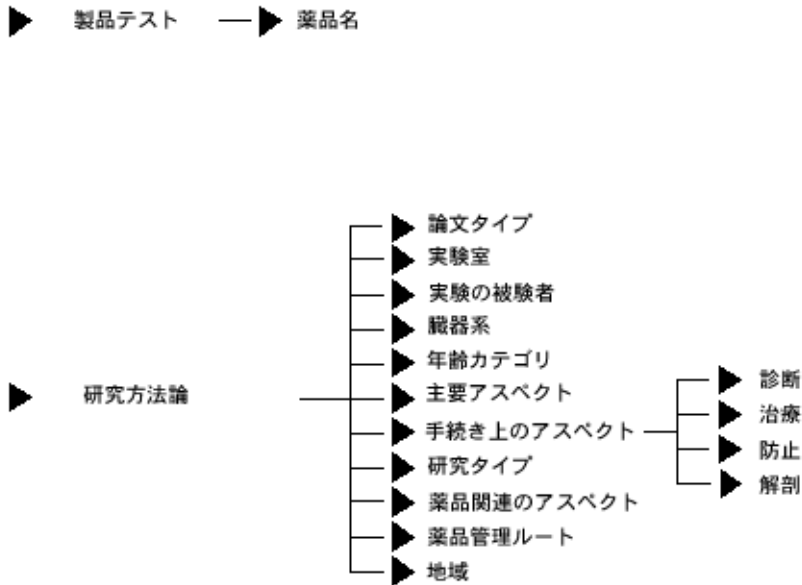 製品テスト
薬品名
論文タイプ
実験室
実験の被験者
臓器系
年齢カテゴリ
研究方法論
主要アスペクト
手続き上のアスペクト
研究タイプ
薬品関連のアスペクト
薬品管理ルート
地域
診断
治療
防止
解剖